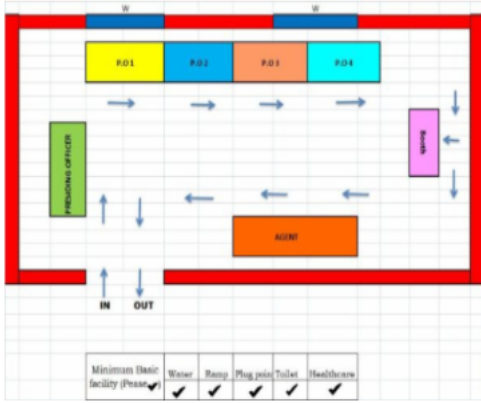 W W
P.O 1 P.O 2 P.O 3 P.O 4
Booth
PRESIDING OFFICER
AGENT
IN OUT
Minimum Basic Water Ramp Plug poin Toilet Healthcare
facility (Pease ✔)
✔ ✔ ✔ ✔ ✔